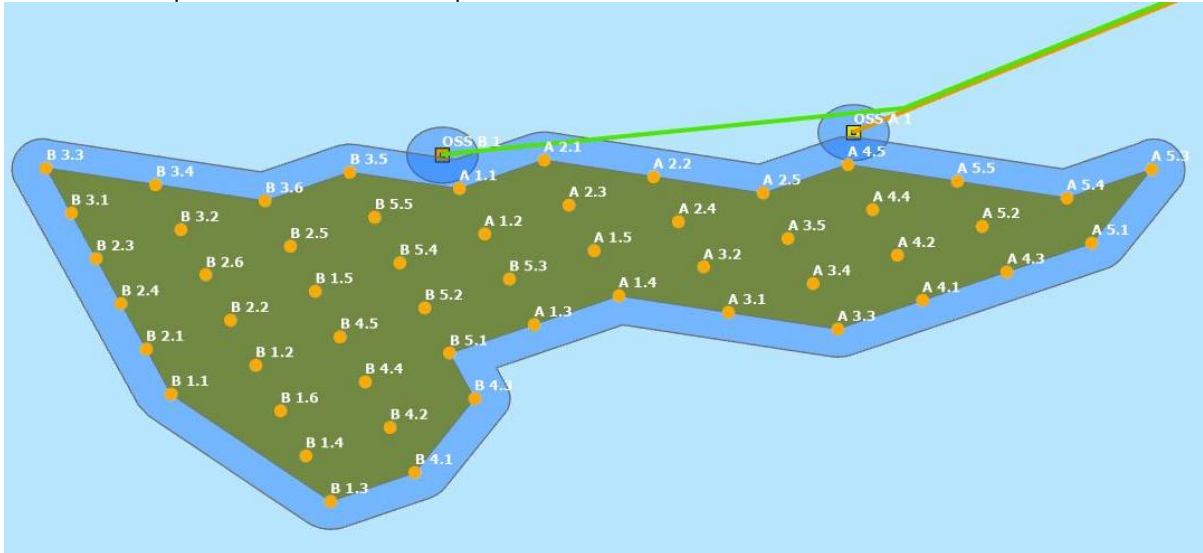 OSS A 1
OSS B 1
A 2.1
A 4.5
B 3.3
B 3.4
B 3.5
A 2.2
A 5.5
A 5.3
B 3.6
A 1.1
A 2.5
A 5.4
B 3.1
B 3.2
B 5.5
A 2.3
A 2.4
A 4.4
A 5.2
B 2.3
B 2.5
A 1.2
A 3.5
A 5.1
B 2.6
B 5.4
A 1.5
A 4.2
B 2.4
B 1.5
B 5.3
A 3.2
A 3.4
A 4.3
B 2.2
B 5.2
A 1.4
A 3.1
A 4.1
B 2.1
B 4.5
A 1.3
A 3.3
B 1.2
B 5.1
B 1.1
B 4.4
B 4.3
B 1.6
B 4.2
B 1.4
B 4.1
B 1.3